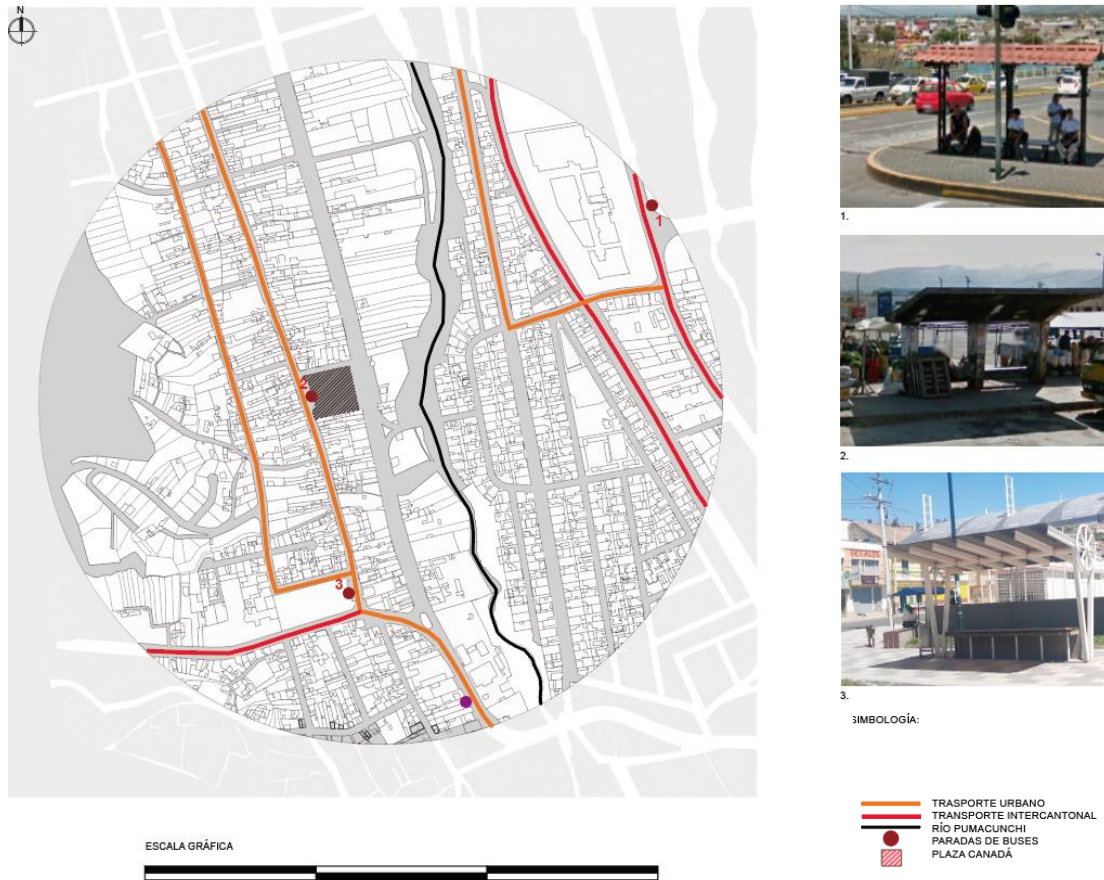 N
1
2
3
1.
2.
3.
SIMBOLOGÍA:
TRASPORTE URBANO
TRANSPORTE INTERCANTONAL
RÍO PUMACUNCHI
PARADAS DE BUSES
PLAZA CANADÁ
ESCALA GRÁFICA